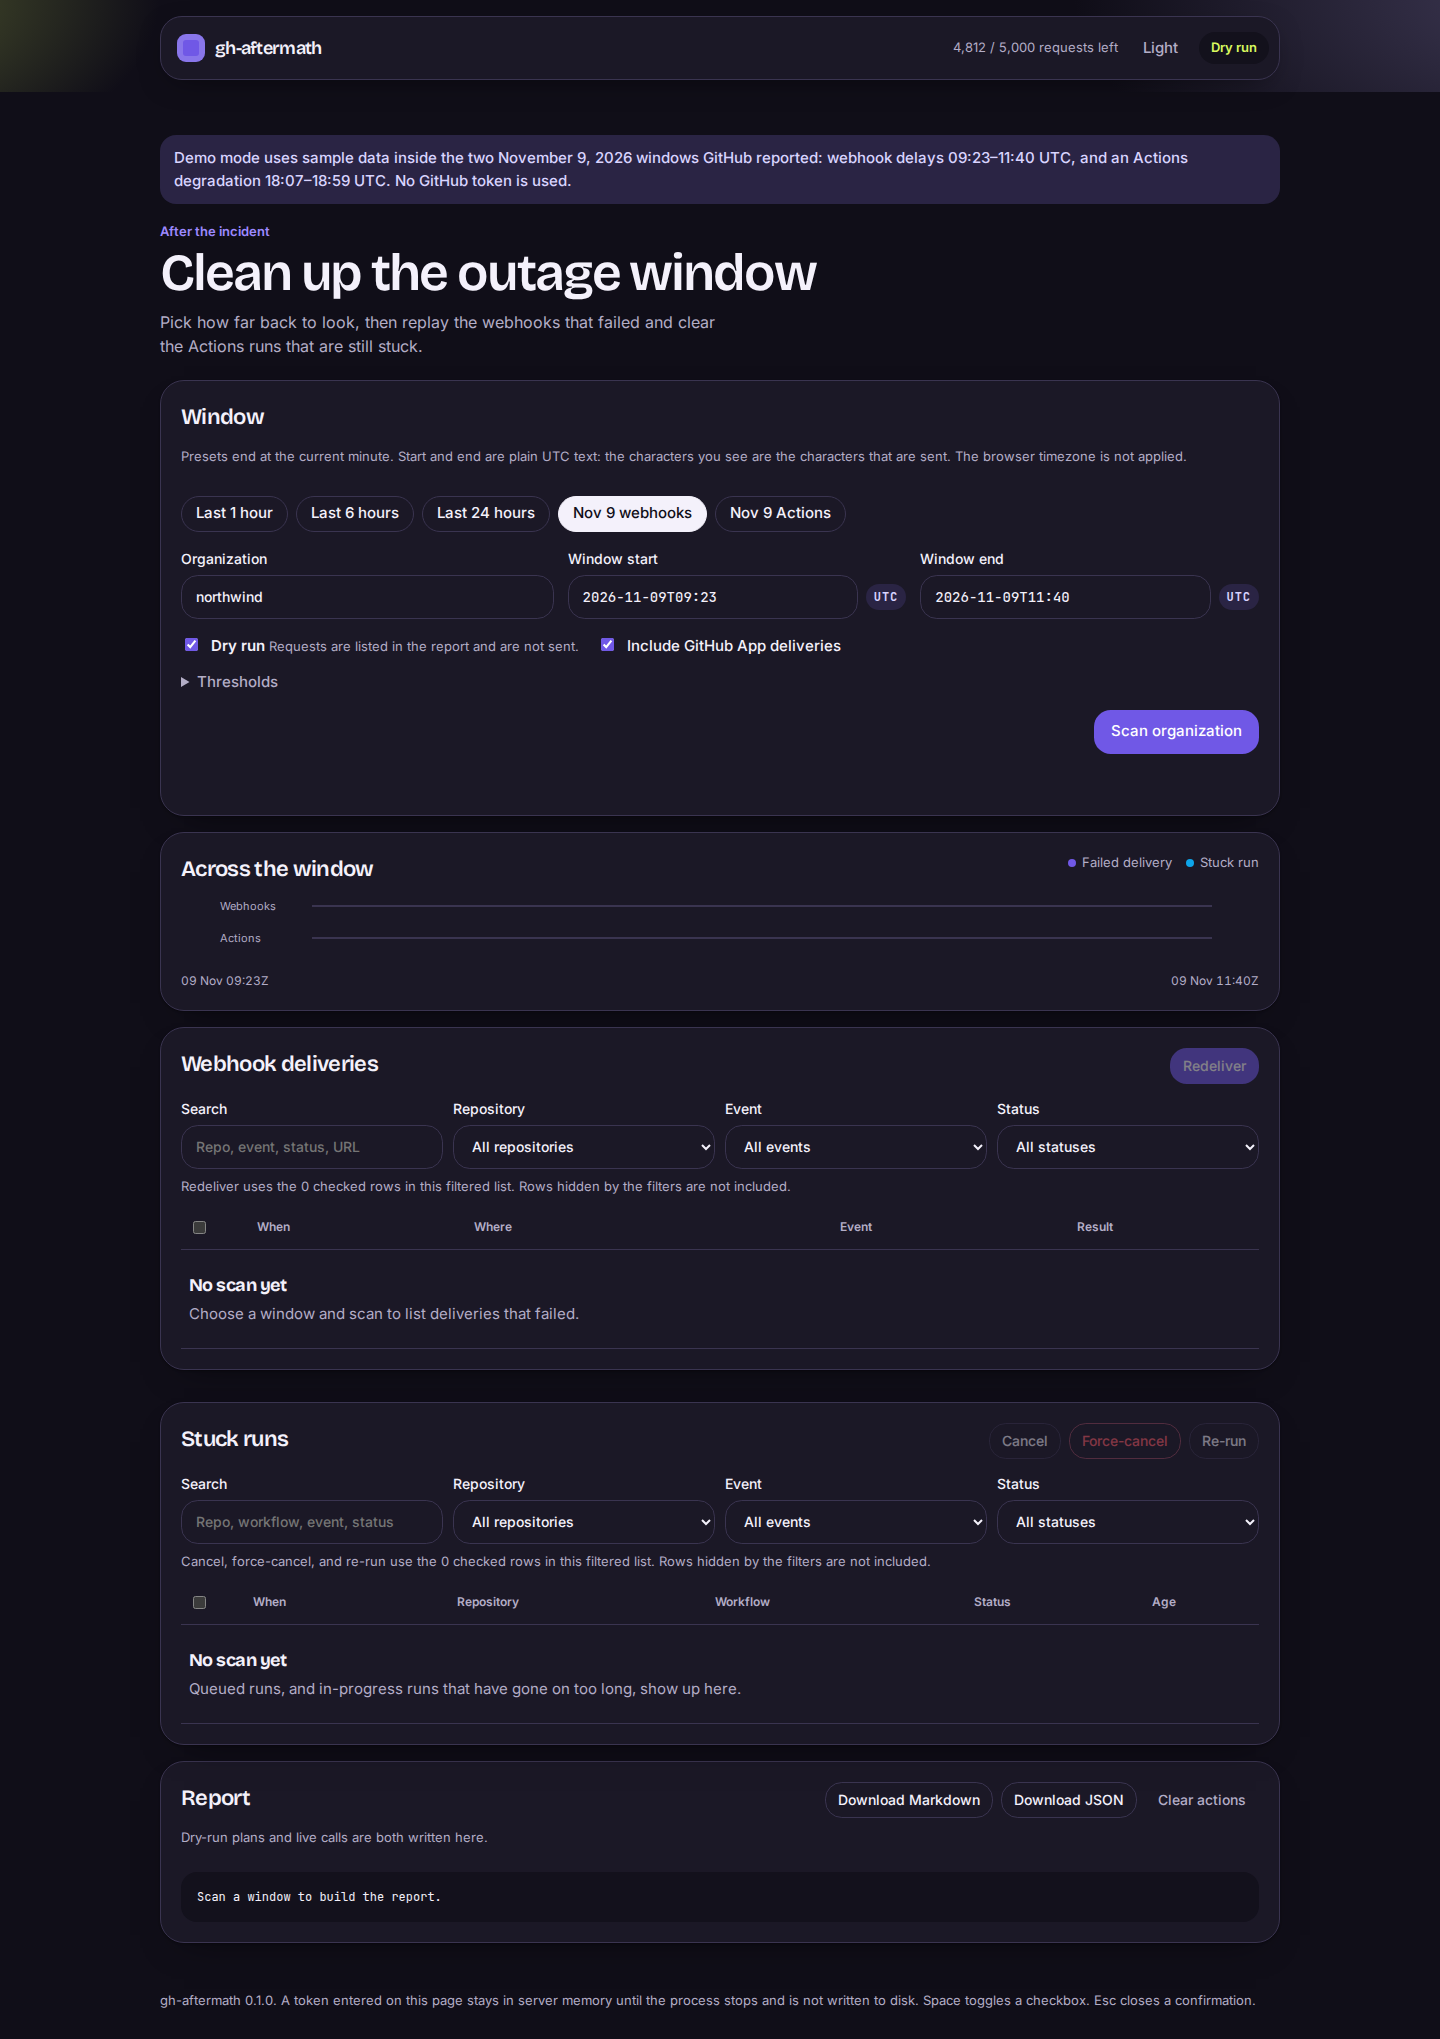 gh-aftermath
4,812 / 5,000 requests left
Light
Dry run
Demo mode uses sample data inside the two November 9, 2026 windows GitHub reported: webhook delays 09:23–11:40 UTC, and an Actions
degradation 18:07–18:59 UTC. No GitHub token is used.
After the incident
Clean up the outage window
Pick how far back to look, then replay the webhooks that failed and clear
the Actions runs that are still stuck.
Window
Presets end at the current minute. Start and end are plain UTC text: the characters you see are the characters that are sent. The browser timezone is not applied.
Last 1 hour
Last 6 hours
Last 24 hours
Nov 9 webhooks
Nov 9 Actions
Organization
Window start
Window end
northwind
2026-11-09T09:23
UTC
2026-11-09T11:40
UTC
Dry run Requests are listed in the report and are not sent.
Include GitHub App deliveries
Thresholds
Scan organization
Across the window
Failed delivery
Stuck run
Webhooks
Actions
09 Nov 09:23Z
09 Nov 11:40Z
Webhook deliveries
Redeliver
Search
Repository
Event
Status
Repo, event, status, URL
All repositories
All events
All statuses
Redeliver uses the 0 checked rows in this filtered list. Rows hidden by the filters are not included.
When
Where
Event
Result
No scan yet
Choose a window and scan to list deliveries that failed.
Stuck runs
Cancel
Force-cancel
Re-run
Search
Repository
Event
Status
Repo, workflow, event, status
All repositories
All events
All statuses
Cancel, force-cancel, and re-run use the 0 checked rows in this filtered list. Rows hidden by the filters are not included.
When
Repository
Workflow
Status
Age
No scan yet
Queued runs, and in-progress runs that have gone on too long, show up here.
Report
Download Markdown
Download JSON
Clear actions
Dry-run plans and live calls are both written here.
Scan a window to build the report.
gh-aftermath 0.1.0. A token entered on this page stays in server memory until the process stops and is not written to disk. Space toggles a checkbox. Esc closes a confirmation.